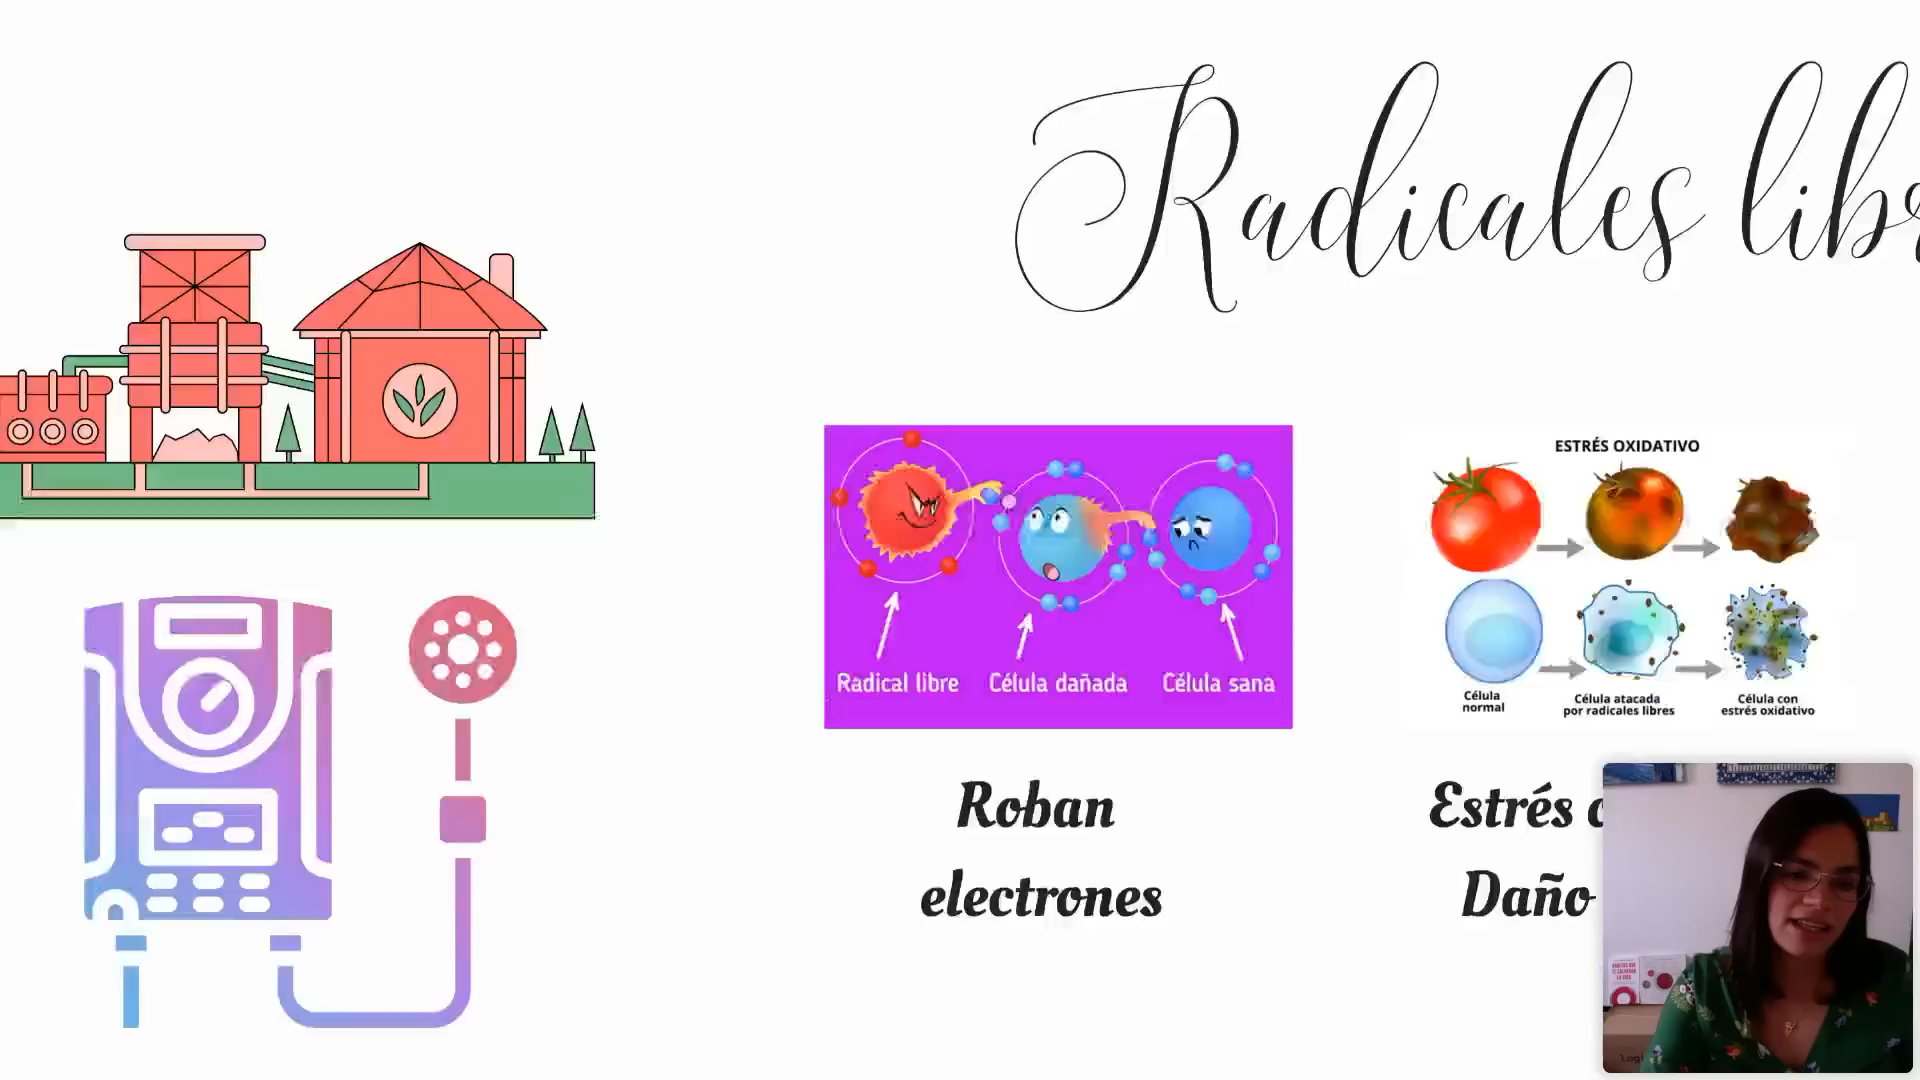 Radicales libr
ESTRÉS OXIDATIVO
Radical libre
Célula dañada
Célula sana
Célula
normal
Célula atacada
por radicales libres
Célula con
estrés oxidativo
Roban
electrones
Estrés
Daño